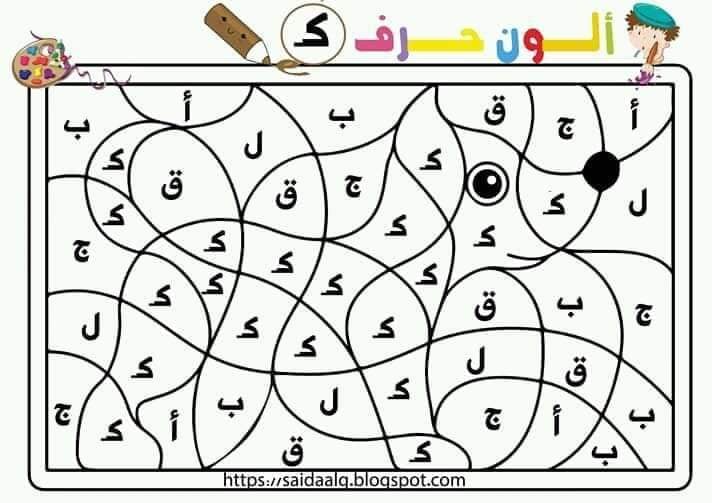 ألـــون حـــرف كـ
ب أ ب ق ج أ
كـ ل كـ
ق ق ج كـ ل
كـ كـ كـ
ج كـ كـ كـ
كـ كـ كـ كـ ق ب ج
ل كـ كـ كـ
كـ ل ق
ج كـ أ ب ل كـ ج أ ب
ق كـ ب
https://saidaalq.blogspot.com